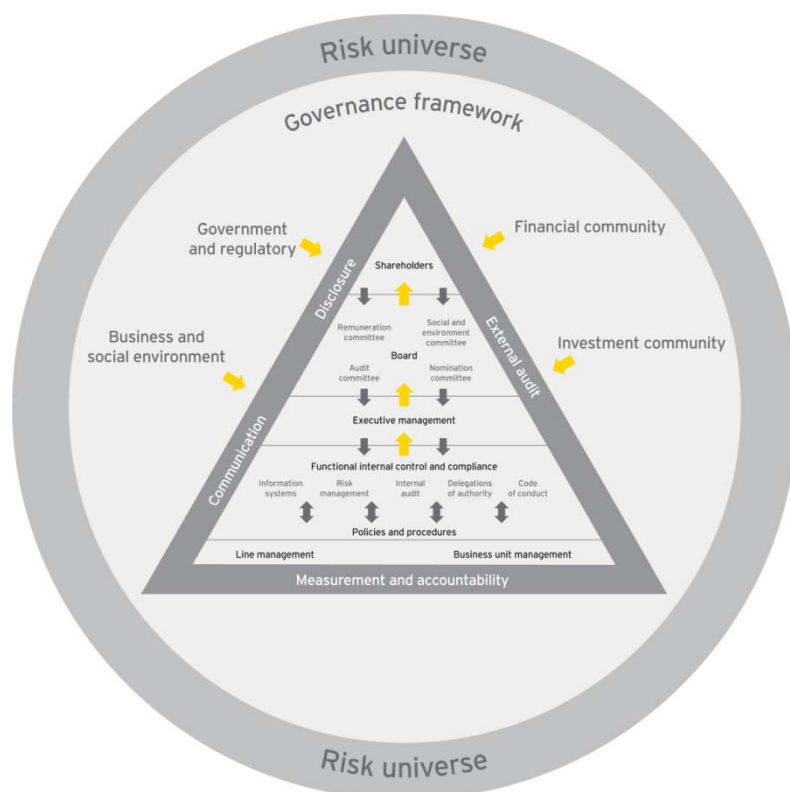 Risk universe
Governance framework
Government
and regulatory
Financial community
Disclosure
Shareholders
Business and
social environment
Remuneration
committee
Social and
environment
committee
External audit
Investment community
Board
Audit
committee
Nomination
committee
Executive management
Communication
Functional internal control and compliance
Information
systems
Risk
management
Internal
audit
Delegations
of authority
Code
of conduct
Policies and procedures
Line management
Business unit management
Measurement and accountability
Risk universe